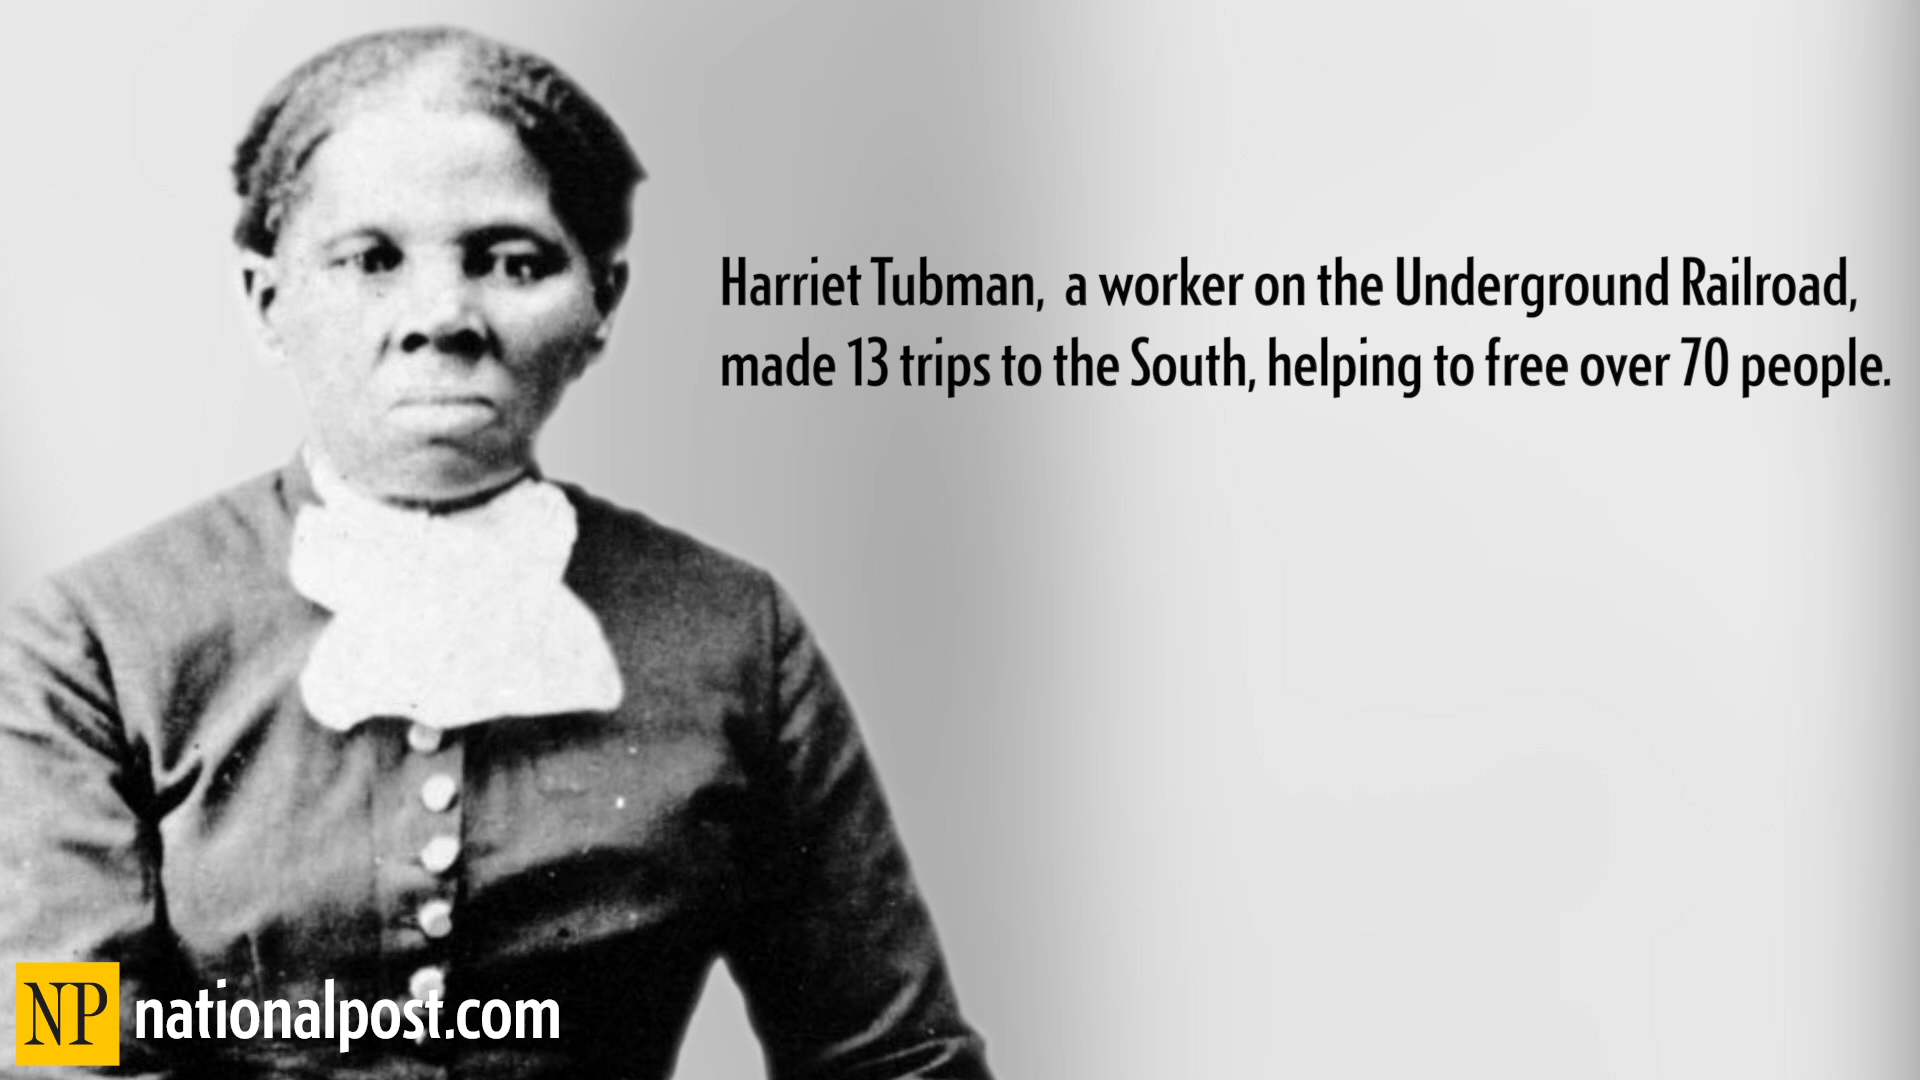 Harriet Tubman,  a worker on the Underground Railroad,
made 13 trips to the South, helping to free over 70 people.
NP nationalpost.com